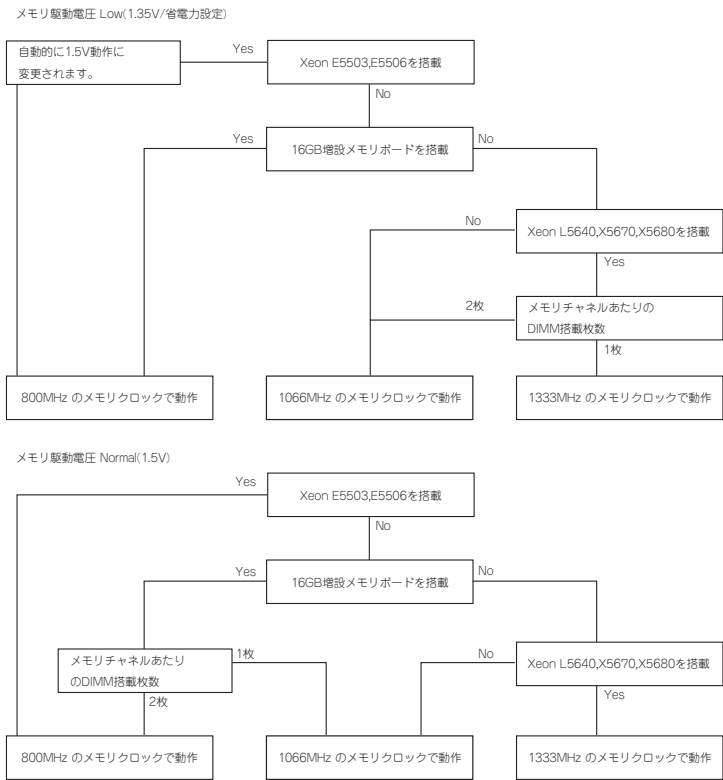 メモリ駆動電圧 Low(1.35V/省電力設定)
自動的に1.5V動作に
変更されます。
Yes
Xeon E5503,E5506を搭載
No
Yes
16GB増設メモリボードを搭載
No
No
Xeon L5640,X5670,X5680を搭載
Yes
2枚
メモリチャネルあたりの
DIMM搭載枚数
1枚
800MHz のメモリクロックで動作
1066MHz のメモリクロックで動作
1333MHz のメモリクロックで動作
メモリ駆動電圧 Normal(1.5V)
Yes
Xeon E5503,E5506を搭載
No
Yes
16GB増設メモリボードを搭載
No
メモリチャネルあたり
のDIMM搭載枚数
1枚
No
Xeon L5640,X5670,X5680を搭載
2枚
Yes
800MHz のメモリクロックで動作
1066MHz のメモリクロックで動作
1333MHz のメモリクロックで動作